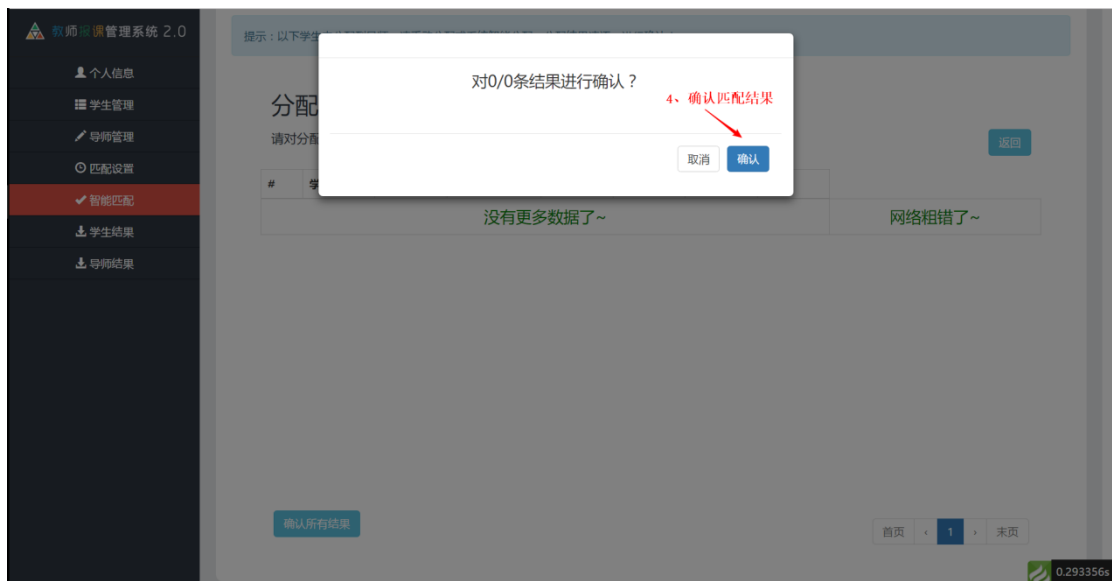 教师报课管理系统 2.0
个人信息
学生管理
导师管理
匹配设置
智能匹配
学生结果
导师结果
提示：以下学生
对0/0条结果进行确认？
4、确认匹配结果
取消
确认
分配
请对分配
返回
#
没有更多数据了~
网络粗错了~
确认所有结果
首页 ‹ 1 › 末页
0.293356s